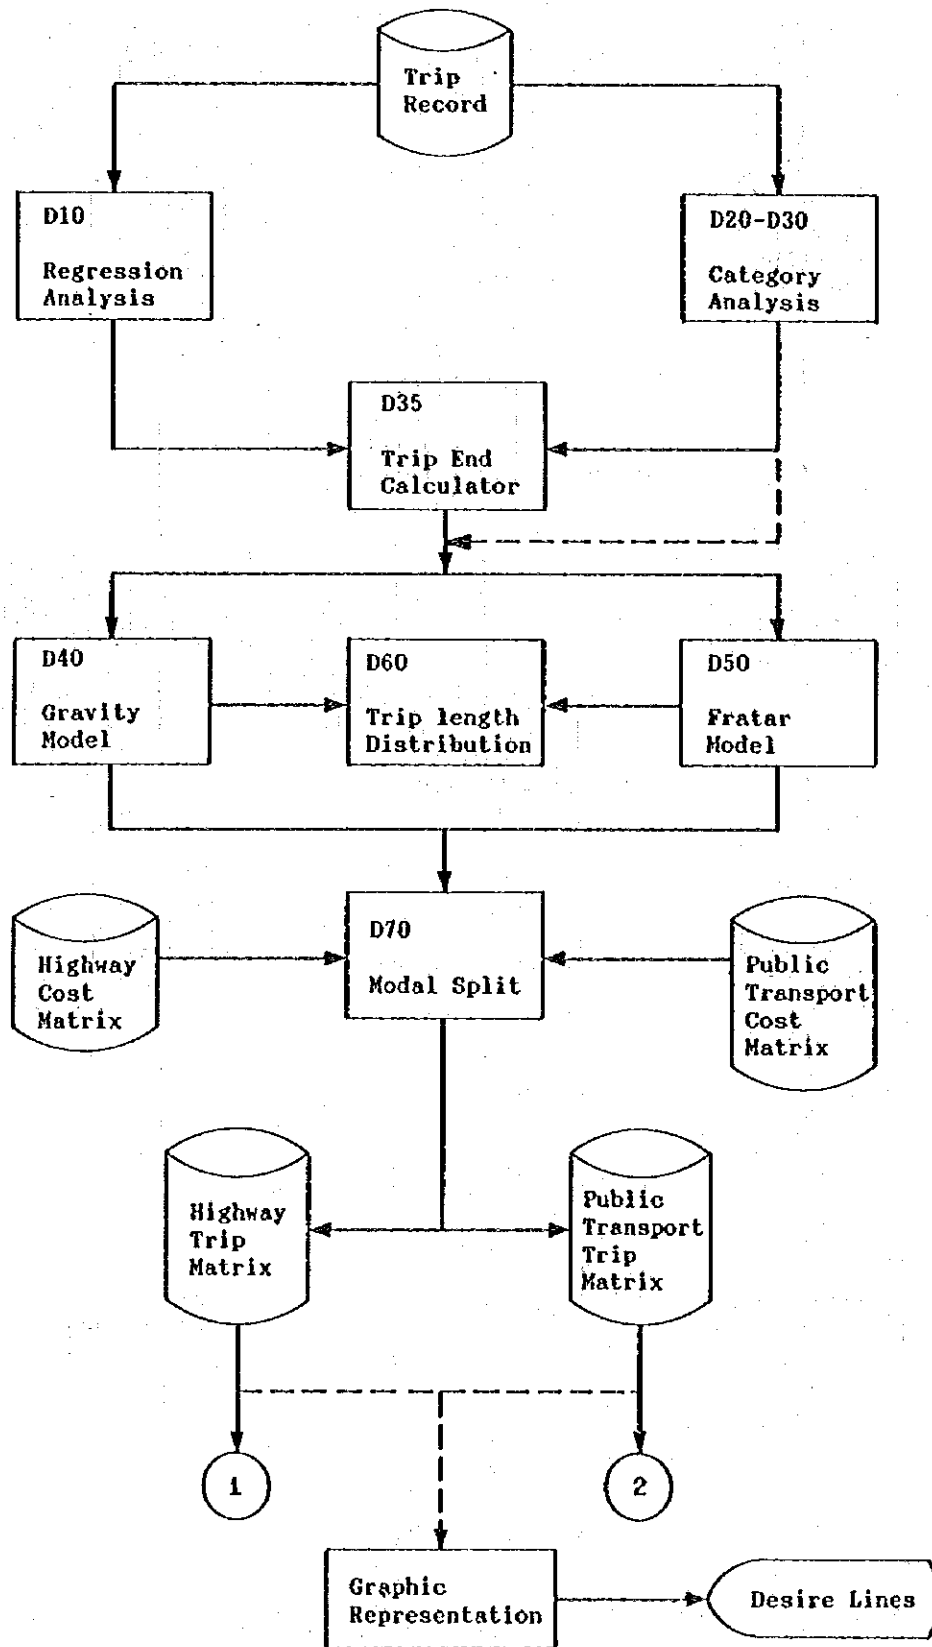 Trip
Record
D10
Regression
Analysis
D20-D30
Category
Analysis
D35
Trip End
Calculator
D40
Gravity
Model
D60
Trip length
Distribution
D50
Fratar
Model
Highway
Cost
Matrix
D70
Modal Split
Public
Transport
Cost
Matrix
Highway
Trip
Matrix
Public
Transport
Trip
Matrix
1
2
Graphic
Representation
Desire Lines